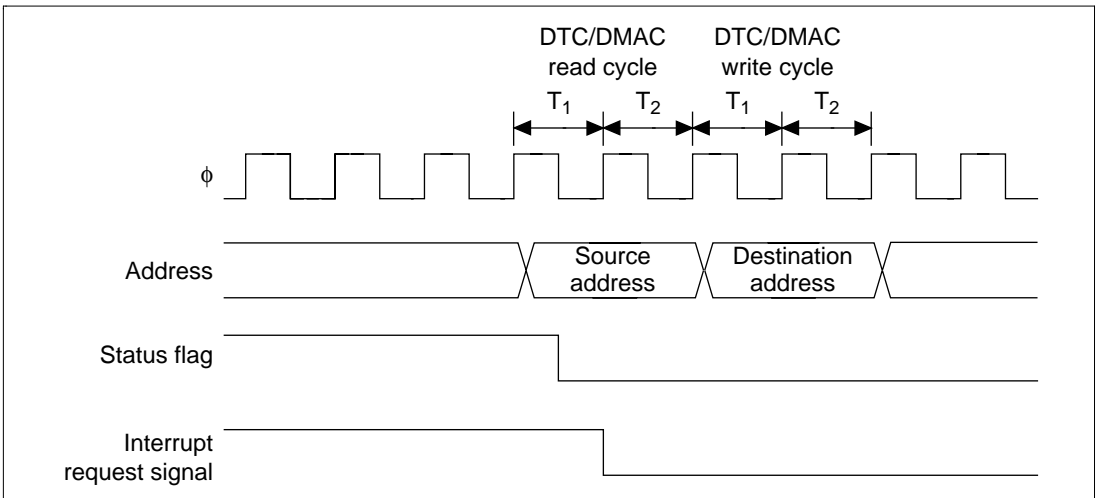 DTC/DMAC DTC/DMAC
read cycle write cycle
T₁ T₂ T₁ T₂
ϕ
Address
Source address
Destination address
Status flag
Interrupt
request signal